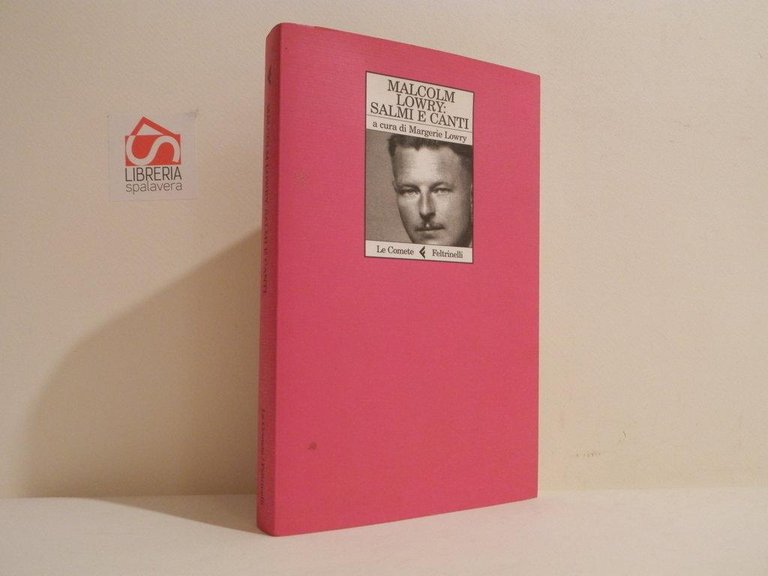 LIBRERIA
spalavera
MALCOLM
LOWRY:
SALMI E CANTI
a cura di Margerie Lowry
Le Comete Feltrinelli